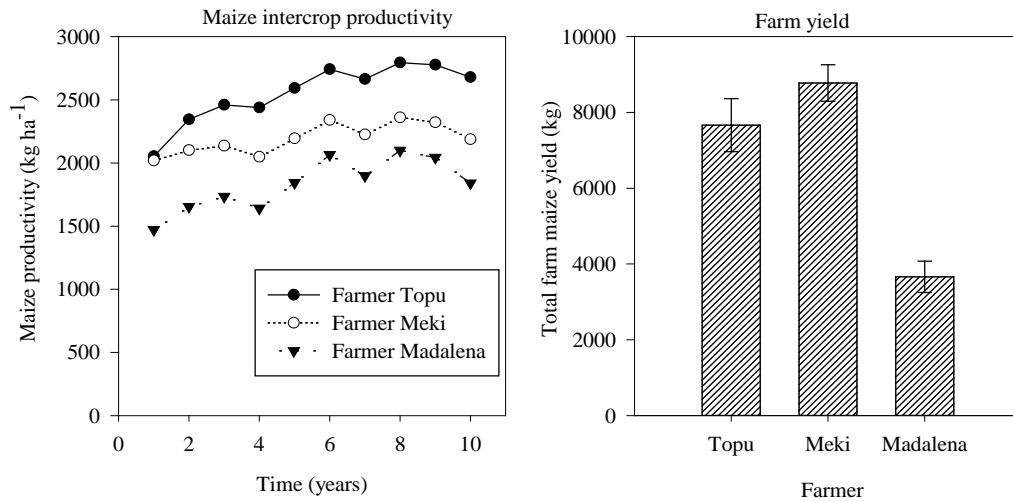 Maize intercrop productivity
Maize productivity (kg ha-1)
3000
2500
2000
1500
1000
500
0
Farmer Topu
Farmer Meki
Farmer Madalena
0 2 4 6 8 10
Time (years)
Farm yield
Total farm maize yield (kg)
10000
8000
6000
4000
2000
0
Topu Meki Madalena
Farmer